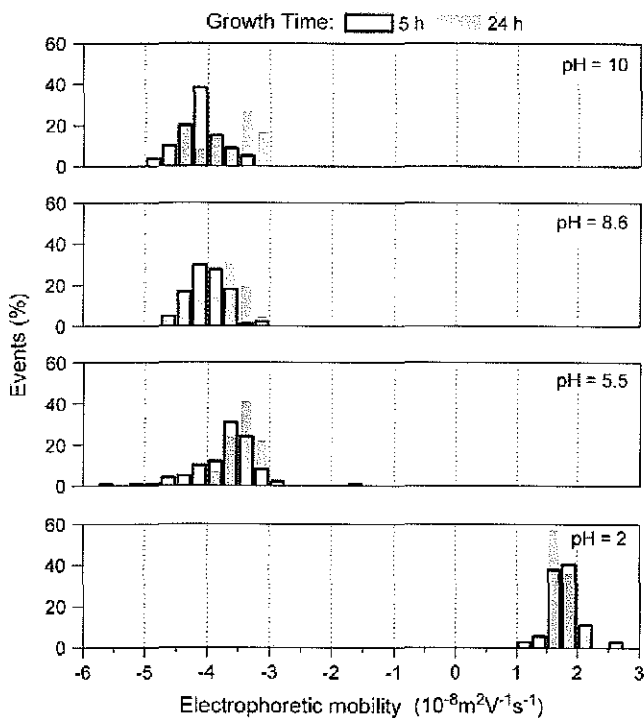 Growth Time: 5 h 24 h
60
40
20
0
pH = 10
60
40
20
0
pH = 8.6
60
40
20
0
pH = 5.5
60
40
20
0
pH = 2
Events (%)
-6 -5 -4 -3 -2 -1 0 1 2 3
Electrophoretic mobility (10⁻⁸m²V⁻¹s⁻¹)